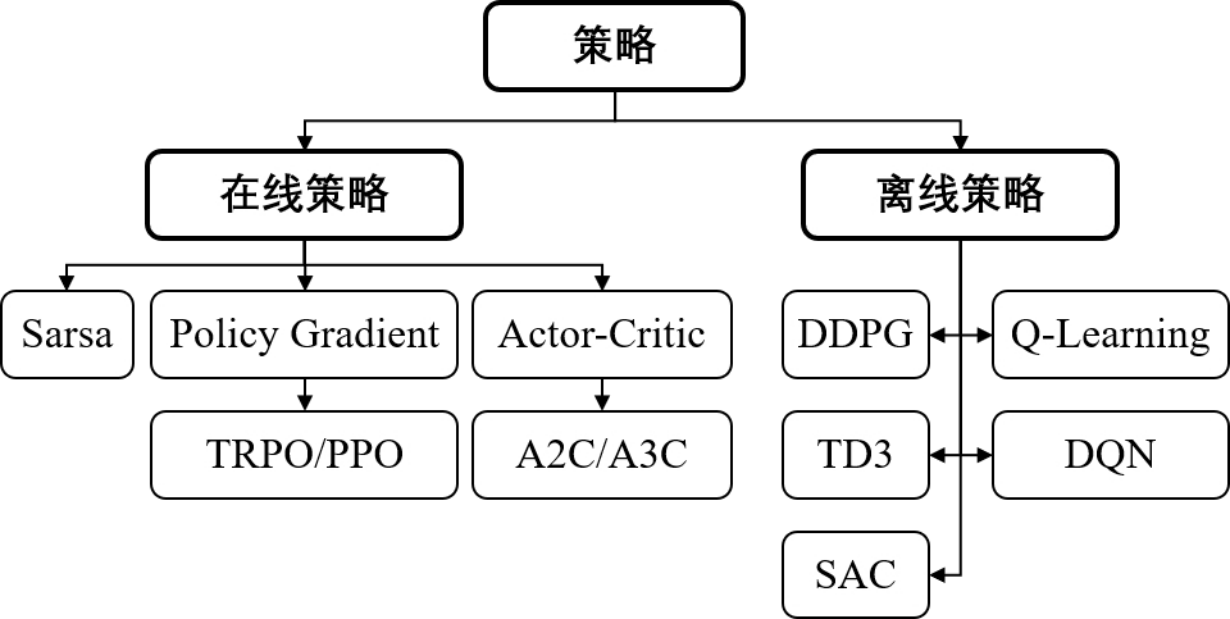 策略
在线策略
离线策略
Sarsa
Policy Gradient
Actor-Critic
DDPG
Q-Learning
TRPO/PPO
A2C/A3C
TD3
DQN
SAC